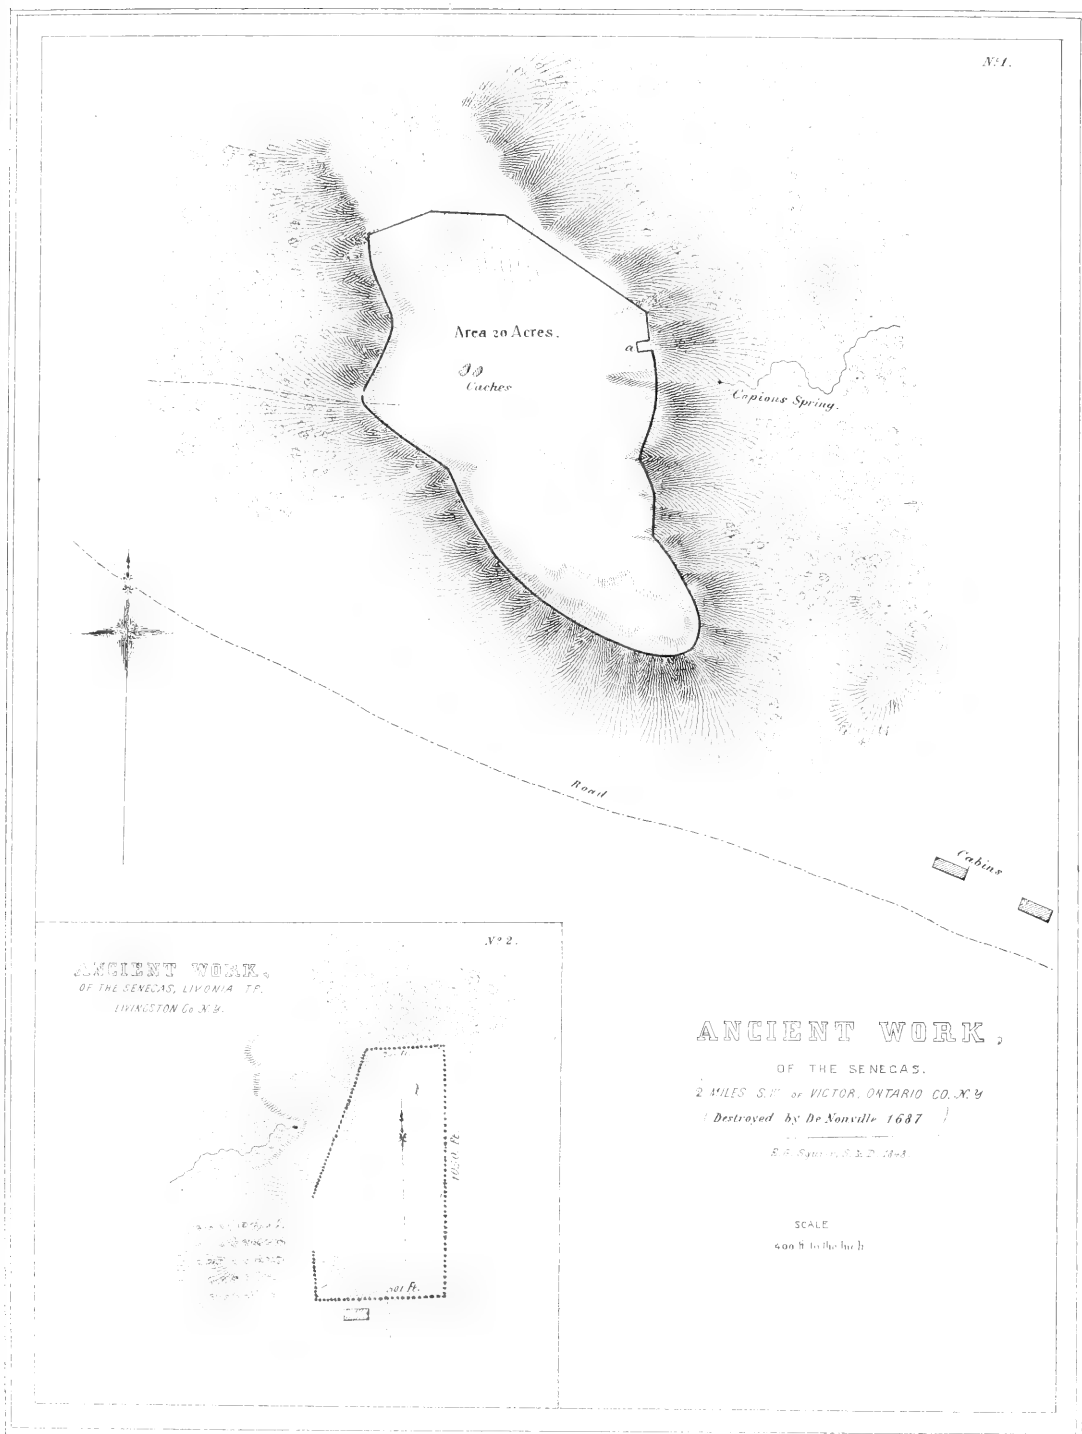 No. 1.
Area 20 Acres.
a
Caches
Copious Spring.
Road
Cabins
No. 2.
ANCIENT WORK,
OF THE SENECAS, LIVONIA TP.
LIVINGSTON Co N.Y.
1020 Ft
ANCIENT WORK,
OF THE SENECAS.
2 MILES S.W. OF VICTOR, ONTARIO CO. N.Y
(Destroyed by De Nonville 1687)
SCALE
400 ft to the Inch